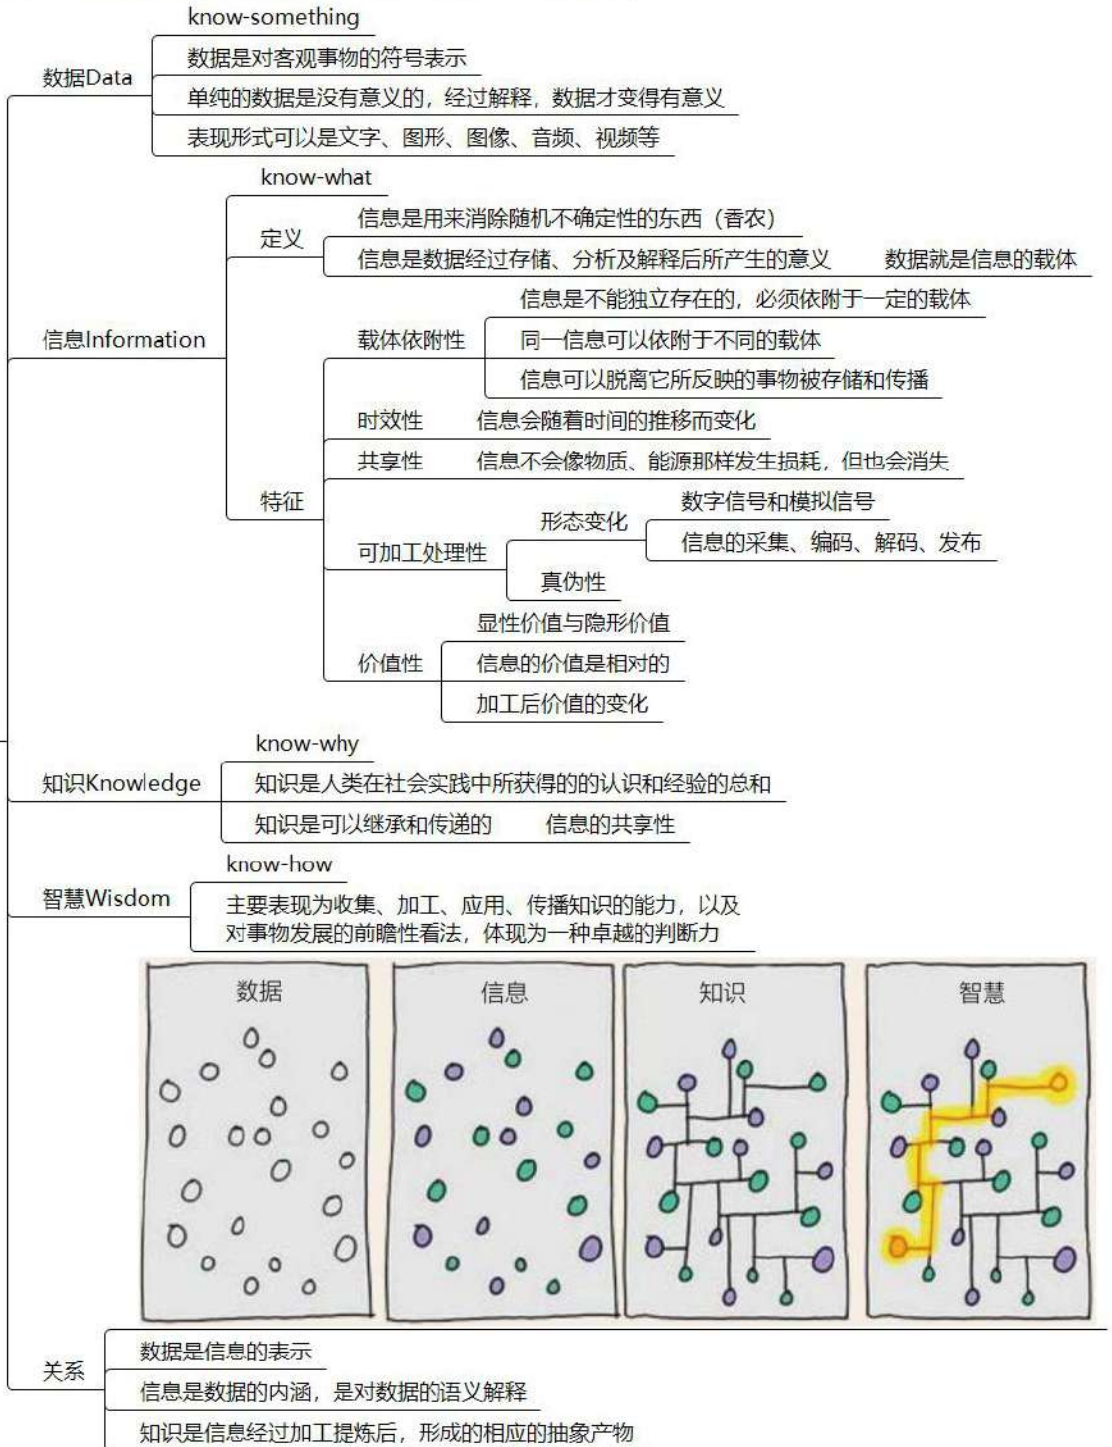 know-something
数据是对客观事物的符号表示
数据Data
单纯的数据是没有意义的，经过解释，数据才变得有意义
表现形式可以是文字、图形、图像、音频、视频等
know-what
定义
信息是用来消除随机不确定性的东西（香农）
信息是数据经过存储、分析及解释后所产生的意义 数据就是信息的载体
信息Information
载体依附性
信息是不能独立存在的，必须依附于一定的载体
同一信息可以依附于不同的载体
信息可以脱离它所反映的事物被存储和传播
时效性 信息会随着时间的推移而变化
共享性 信息不会像物质、能源那样发生损耗，但也会消失
特征
可加工处理性
形态变化
数字信号和模拟信号
信息的采集、编码、解码、发布
真伪性
价值性
显性价值与隐形价值
信息的价值是相对的
加工后价值的变化
know-why
知识Knowledge
知识是人类在社会实践中所获得的的认识和经验的总和
知识是可以继承和传递的 信息的共享性
know-how
智慧Wisdom
主要表现为收集、加工、应用、传播知识的能力，以及
对事物发展的前瞻性看法，体现为一种卓越的判断力
数据 信息 知识 智慧
关系
数据是信息的表示
信息是数据的内涵，是对数据的语义解释
知识是信息经过加工提炼后，形成的相应的抽象产物